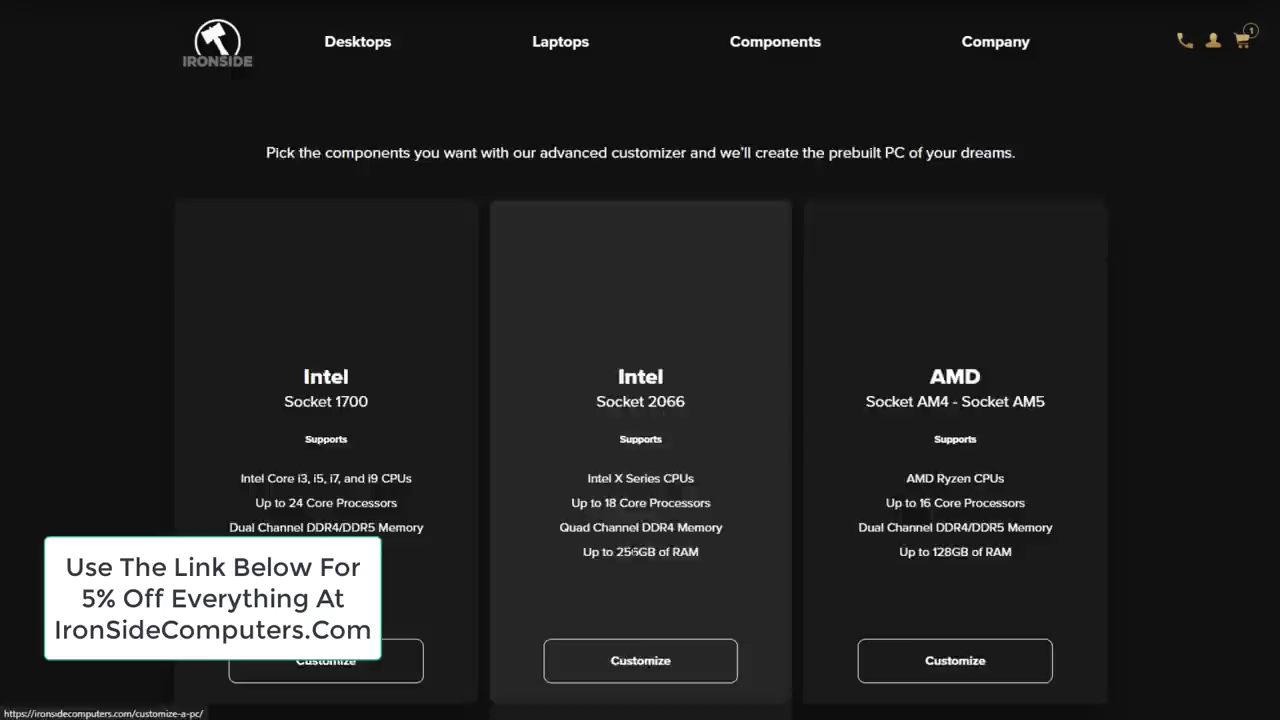 IRONSIDE
Desktops
Laptops
Components
Company
1
Pick the components you want with our advanced customizer and we'll create the prebuilt PC of your dreams.
Intel
Socket 1700
Supports
Intel Core i3, i5, i7, and i9 CPUs
Up to 24 Core Processors
Dual Channel DDR4/DDR5 Memory
Customize
Intel
Socket 2066
Supports
Intel X Series CPUs
Up to 18 Core Processors
Quad Channel DDR4 Memory
Up to 256GB of RAM
Customize
AMD
Socket AM4 - Socket AM5
Supports
AMD Ryzen CPUs
Up to 16 Core Processors
Dual Channel DDR4/DDR5 Memory
Up to 128GB of RAM
Customize
Use The Link Below For
5% Off Everything At
IronSideComputers.Com
https://ironsidecomputers.com/customize-a-pc/